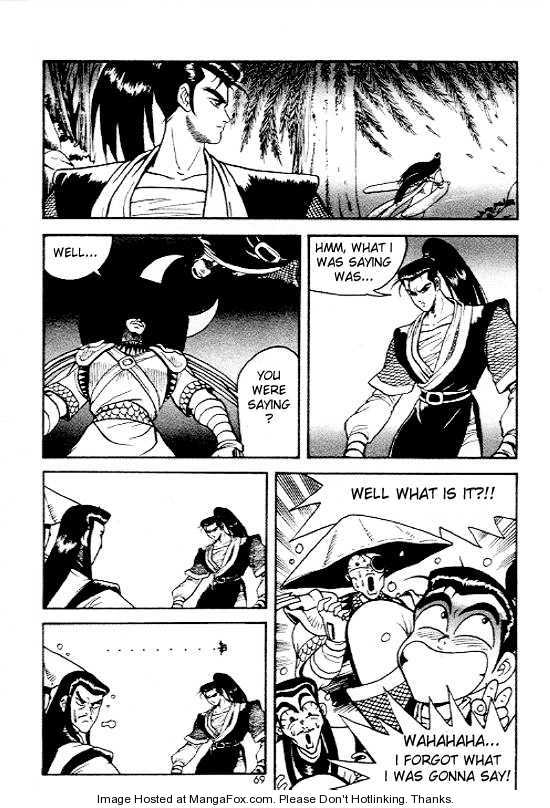 WELL...
YOU
WERE
SAYING
?
HMM, WHAT I
WAS SAYING
WAS...
WELL WHAT IS IT?!!
WAHAHAHA...
I FORGOT WHAT
I WAS GONNA SAY!
69
Image Hosted at MangaFox.com. Please Don't Hotlinking. Thanks.